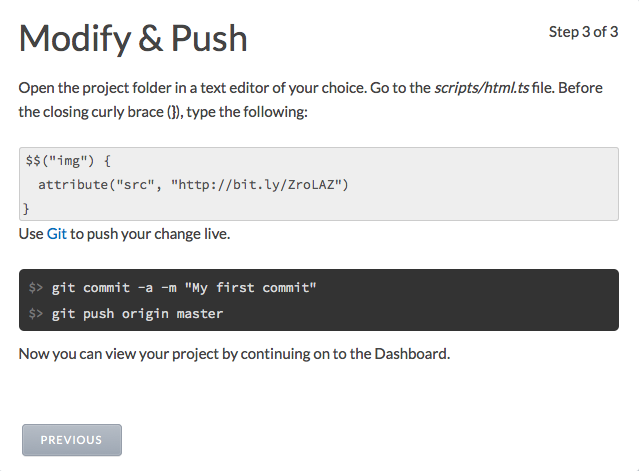 Modify & Push
Step 3 of 3
Open the project folder in a text editor of your choice. Go to the scripts/html.ts file. Before
the closing curly brace (}), type the following:
$$("img") {
  attribute("src", "http://bit.ly/ZroLAZ")
}
Use Git to push your change live.
$> git commit -a -m "My first commit"
$> git push origin master
Now you can view your project by continuing on to the Dashboard.
PREVIOUS